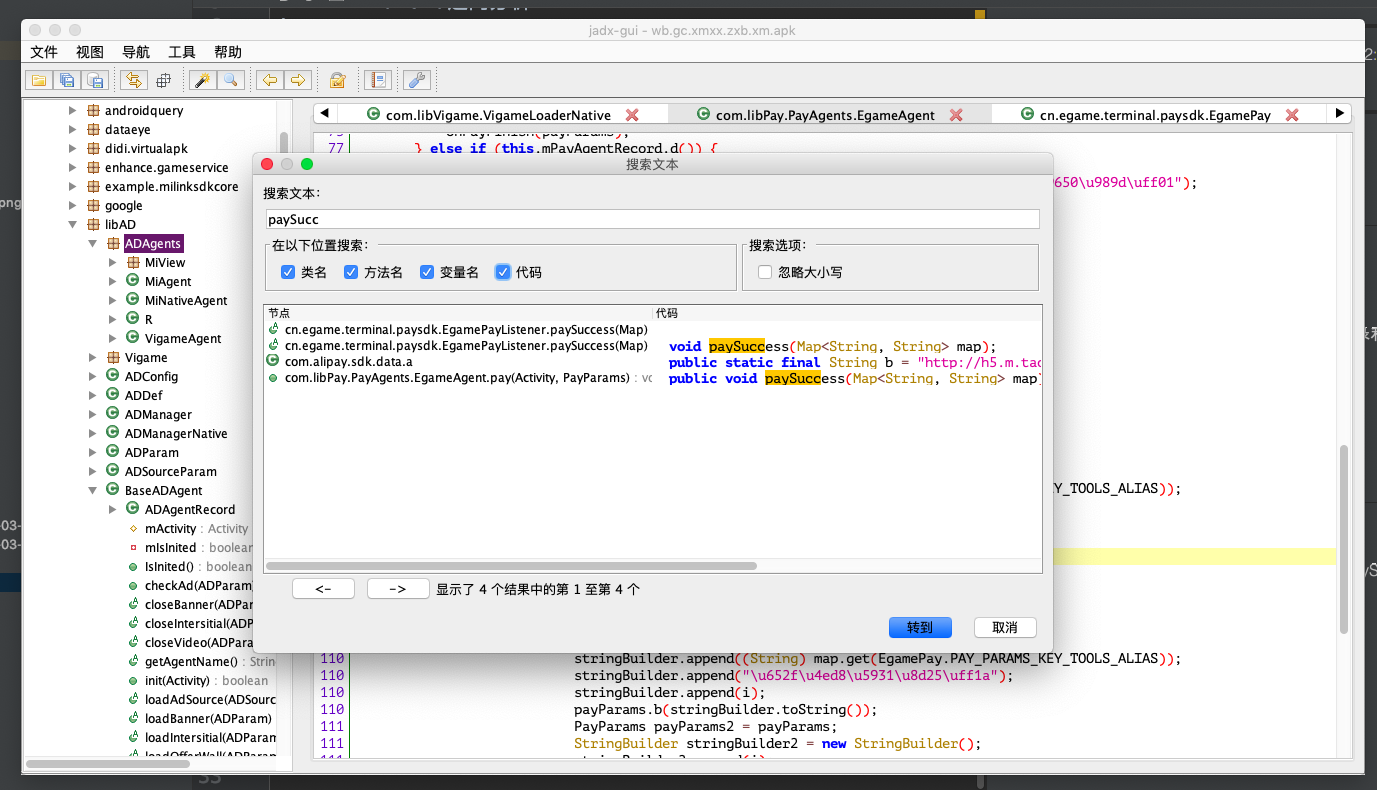 jadx-gui - wb.gc.xmxx.zxb.xm.apk
文件 视图 导航 工具 帮助
androidquery
dataeye
didi.virtualapk
enhance.gameservice
example.milinksdkcore
google
libAD
ADAgents
MiView
MiAgent
MiNativeAgent
R
VigameAgent
Vigame
ADConfig
ADDef
ADManager
ADManagerNative
ADParam
ADSourceParam
BaseADAgent
ADAgentRecord
mActivity : Activity
mIsInited : boolean
IsInited() : boolean
checkAd(ADParam)
closeBanner(ADPar
closeIntersitial(ADP
closeVideo(ADPara
getAgentName() : Strin
init(Activity) : boolean
loadAdSource(ADSourc
loadBanner(ADParam)
loadIntersitial(ADParam
loadOfferWall(ADParam
com.libVigame.VigameLoaderNative
com.libPay.PayAgents.EgameAgent
cn.egame.terminal.paysdk.EgamePay
77 } else if (this.mPayAgentRecord.d()) {
650\u989d\uff01");
搜索文本
搜索文本:
paySucc
在以下位置搜索:
类名 方法名 变量名 代码
搜索选项:
忽略大小写
节点 代码
cn.egame.terminal.paysdk.EgamePayListener.paySuccess(Map)
cn.egame.terminal.paysdk.EgamePayListener.paySuccess(Map) void paySuccess(Map<String, String> map);
com.alipay.sdk.data.a public static final String b = "http://h5.m.tao
com.libPay.PayAgents.EgameAgent.pay(Activity, PayParams) : vo public void paySuccess(Map<String, String> map)
<- -> 显示了 4 个结果中的第 1 至第 4 个
转到 取消
Y_TOOLS_ALIAS));
110 stringBuilder.append((String) map.get(EgamePay.PAY_PARAMS_KEY_TOOLS_ALIAS));
110 stringBuilder.append("\u652f\u4ed8\u5931\u8d25\uff1a");
110 stringBuilder.append(i);
110 payParams.b(stringBuilder.toString());
111 PayParams payParams2 = payParams;
111 StringBuilder stringBuilder2 = new StringBuilder();
png
-03-
-03-
33